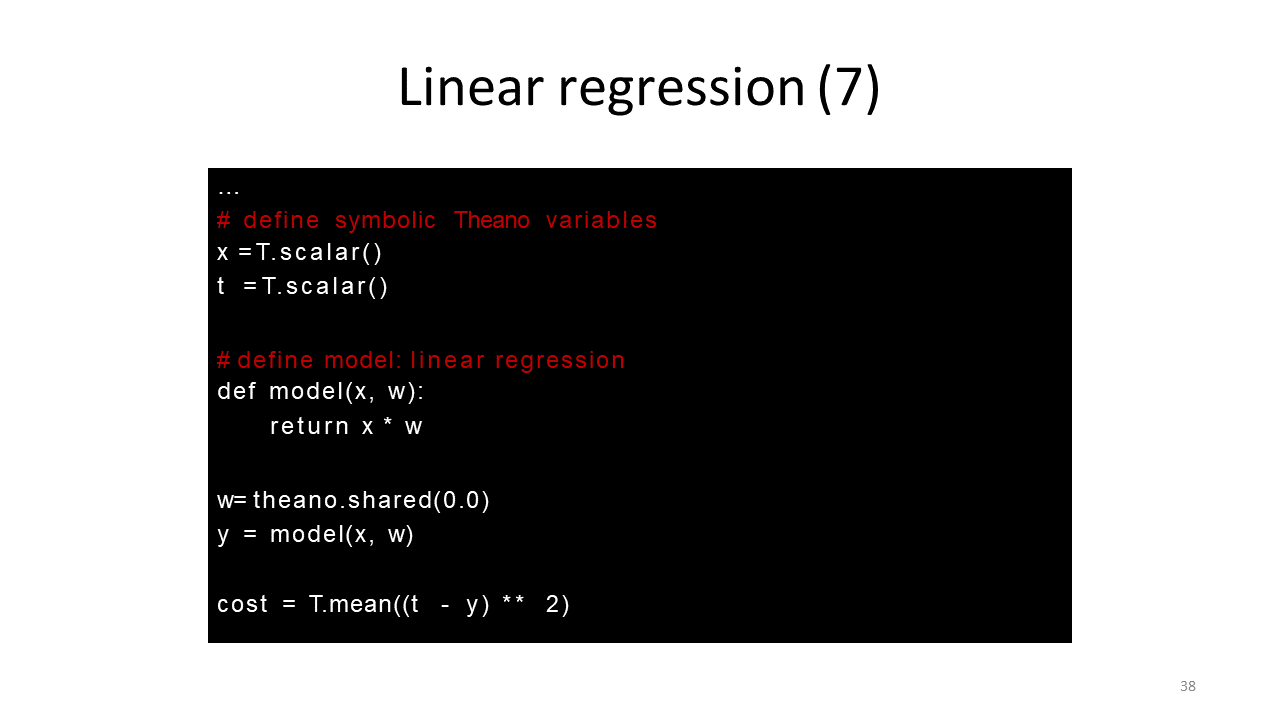 Linear regression (7)
...
# define symbolic Theano variables
x =T.scalar()
t =T.scalar()
# define model: linear regression
def model(x, w):
return x * w
w= theano.shared(0.0)
y = model(x, w)
cost = T.mean((t - y) ** 2)
38